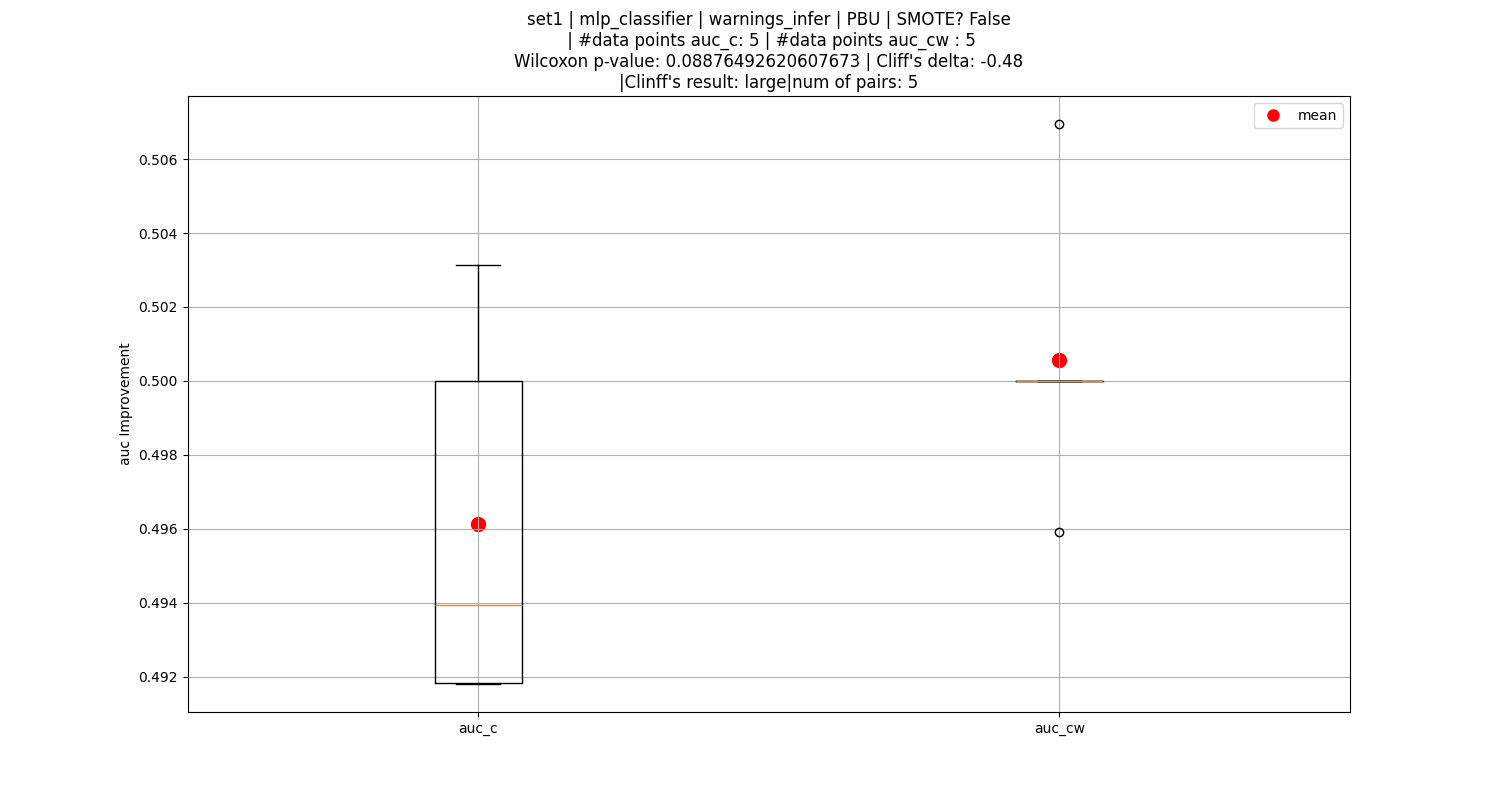 set1 | mlp_classifier | warnings_infer | PBU | SMOTE? False
| #data points auc_c: 5 | #data points auc_cw : 5
Wilcoxon p-value: 0.08876492620607673 | Cliff's delta: -0.48
|Clinff's result: large|num of pairs: 5
mean
0.506
0.504
0.502
0.500
0.498
0.496
0.494
0.492
auc Improvement
auc_c
auc_cw